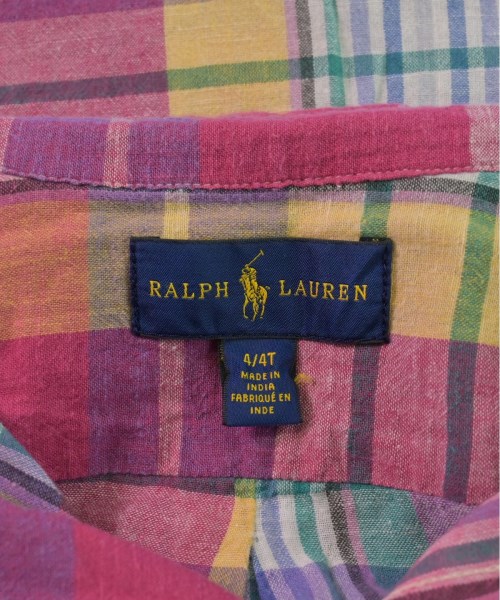 RALPH LAUREN
4/4T
MADE IN
INDIA
FABRIQUÉ EN
INDE